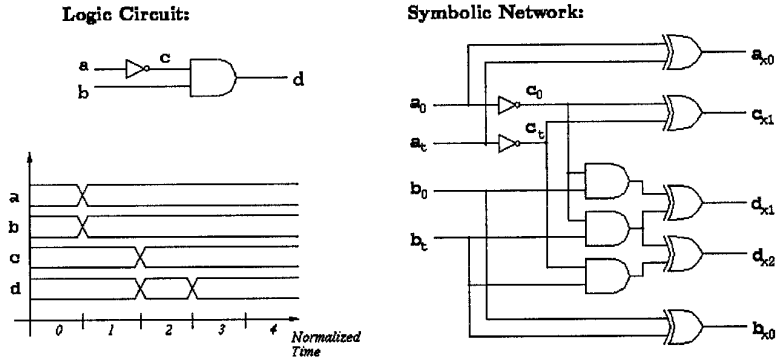 Logic Circuit:
a
c
b
d
a
b
c
d
0 1 2 3 4
Normalized
Time
Symbolic Network:
a0
c0
at
ct
b0
bt
ax0
cx1
dx1
dx2
bx0